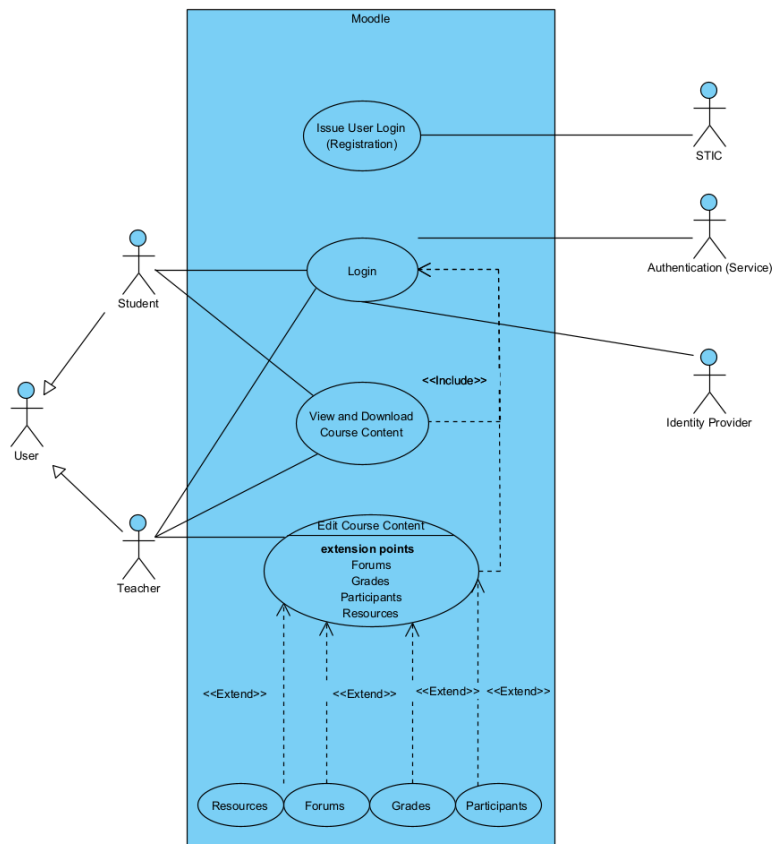 Moodle
Issue User Login
(Registration)
STIC
Login
Authentication (Service)
Student
<<Include>>
View and Download
Course Content
Identity Provider
User
Edit Course Content
extension points
Forums
Grades
Participants
Resources
Teacher
<<Extend>>
<<Extend>>
<<Extend>>
<<Extend>>
Resources
Forums
Grades
Participants